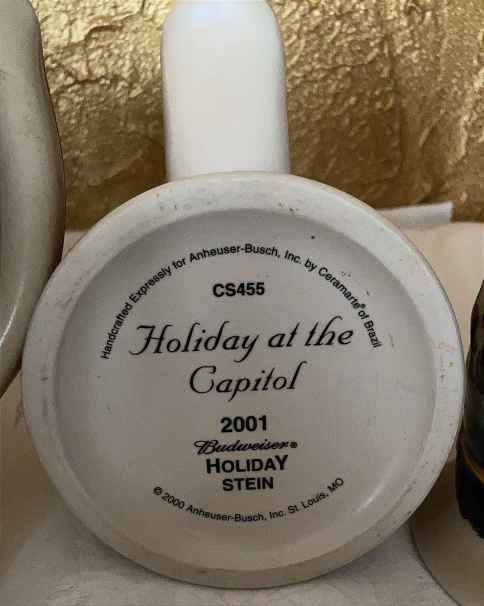 Handcrafted Expressly for Anheuser-Busch, Inc. by Ceramarte® of Brazil
CS455
Holiday at the
Capitol
2001
Budweiser®
HOLIDAY
STEIN
© 2000 Anheuser-Busch, Inc. St. Louis, MO